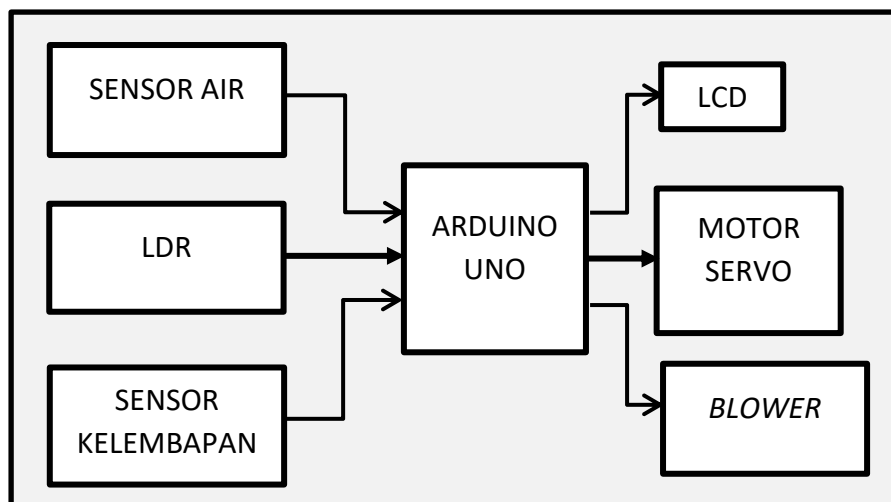 SENSOR AIR
LDR
SENSOR
KELEMBAPAN
ARDUINO
UNO
LCD
MOTOR
SERVO
BLOWER